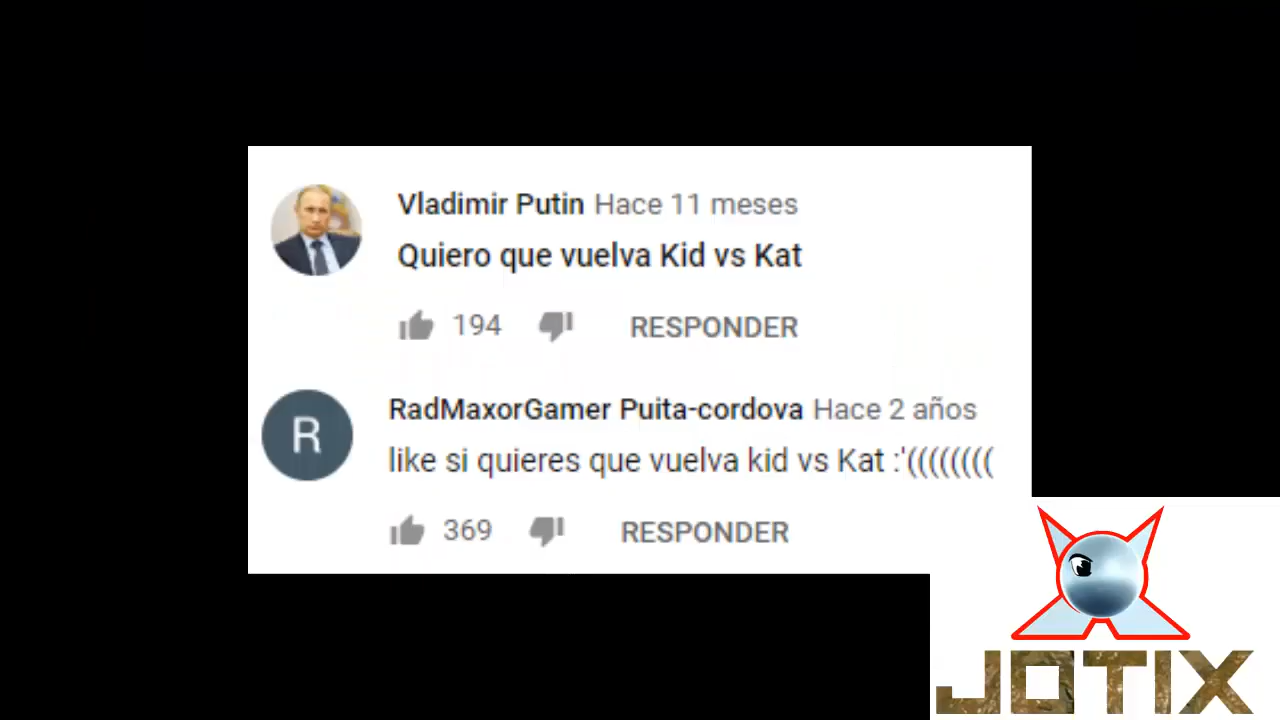 Vladimir Putin Hace 11 meses
Quiero que vuelva Kid vs Kat
194 RESPONDER
RadMaxorGamer Puita-cordova Hace 2 años
R
like si quieres que vuelva kid vs Kat :'((((((((
369 RESPONDER
JOTIX